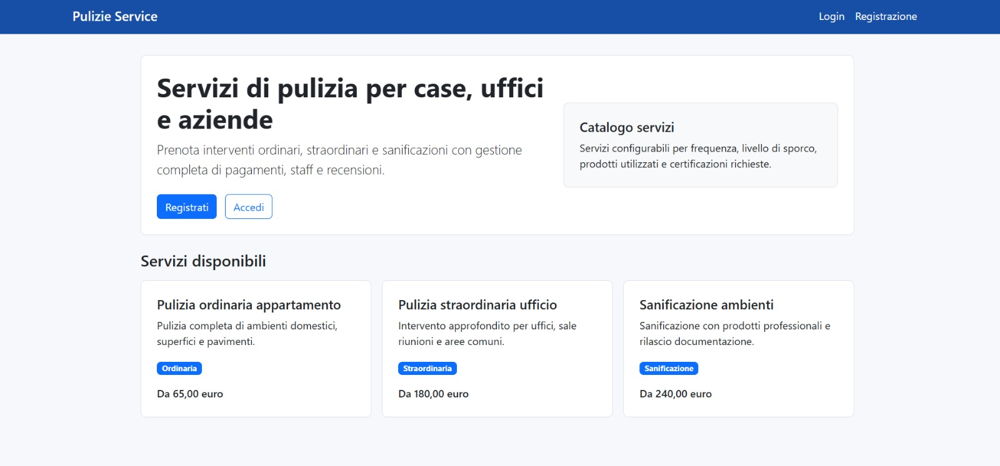 Pulizie Service
Login
Registrazione
Servizi di pulizia per case, uffici
e aziende
Prenota interventi ordinari, straordinari e sanificazioni con gestione
completa di pagamenti, staff e recensioni.
Registrati
Accedi
Catalogo servizi
Servizi configurabili per frequenza, livello di sporco,
prodotti utilizzati e certificazioni richieste.
Servizi disponibili
Pulizia ordinaria appartamento
Pulizia completa di ambienti domestici,
superfici e pavimenti.
Ordinaria
Da 65,00 euro
Pulizia straordinaria ufficio
Intervento approfondito per uffici, sale
riunioni e aree comuni.
Straordinaria
Da 180,00 euro
Sanificazione ambienti
Sanificazione con prodotti professionali e
rilascio documentazione.
Sanificazione
Da 240,00 euro